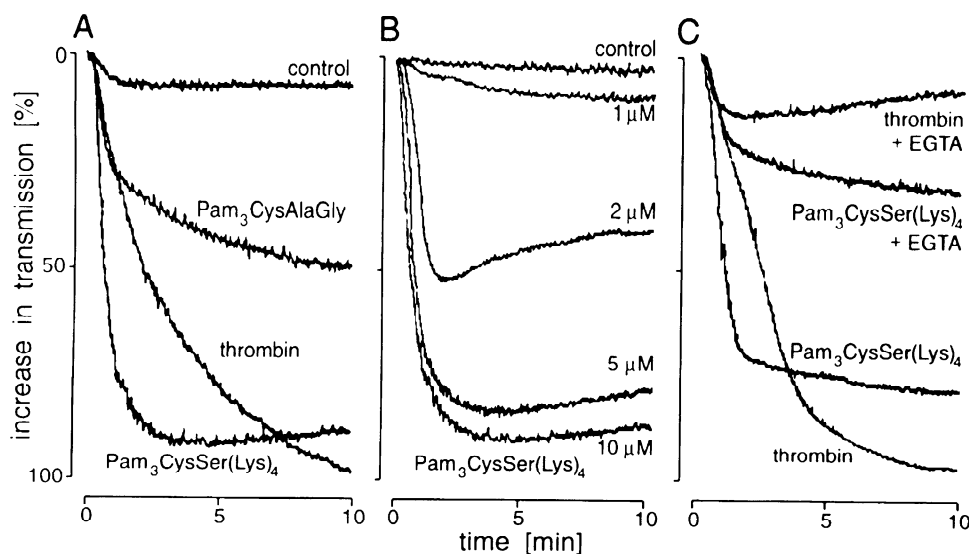 A
B
C
increase in transmission [%]
0
50
100
control
Pam3CysAlaGly
thrombin
Pam3CysSer(Lys)4
0
5
10
control
1 μM
2 μM
5 μM
10 μM
Pam3CysSer(Lys)4
0
5
10
time [min]
thrombin
+ EGTA
Pam3CysSer(Lys)4
+ EGTA
Pam3CysSer(Lys)4
thrombin
0
5
10